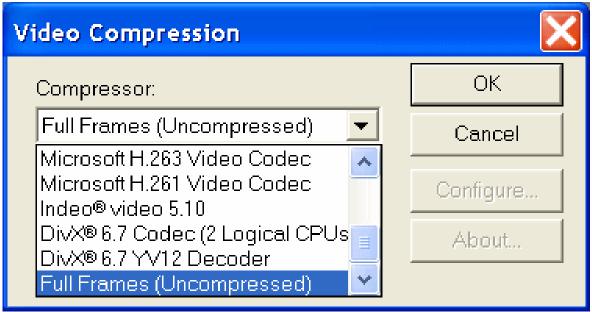 Video Compression
Compressor:
Full Frames (Uncompressed)
Microsoft H.263 Video Codec
Microsoft H.261 Video Codec
Indeo® video 5.10
DivX® 6.7 Codec (2 Logical CPUs
DivX® 6.7 YV12 Decoder
Full Frames (Uncompressed)
OK
Cancel
Configure...
About...